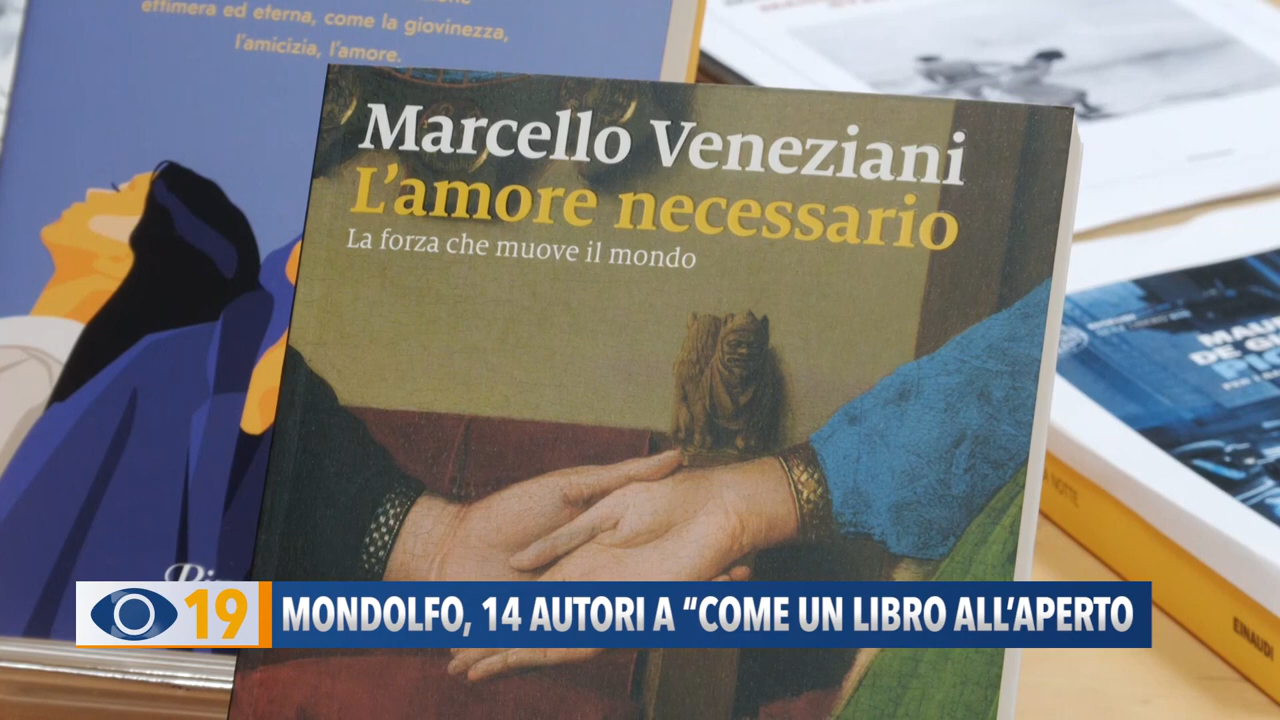 effimera ed eterna, come la giovinezza,
l'amicizia, l'amore.
Marcello Veneziani
L'amore necessario
La forza che muove il mondo
NOTTE
EINAUDI
19
MONDOLFO, 14 AUTORI A “COME UN LIBRO ALL'APERTO